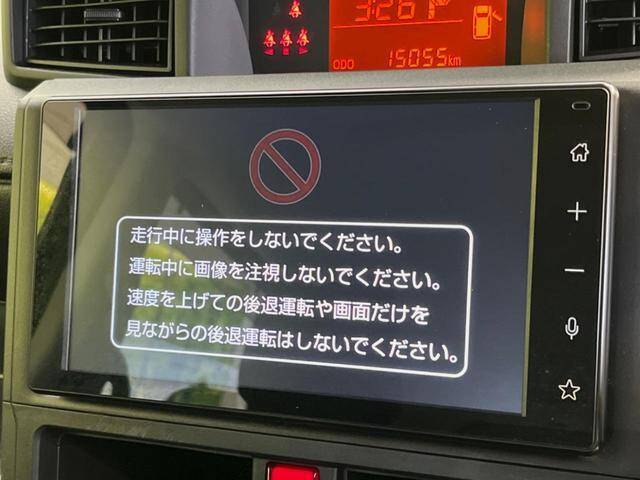 3:26
ODO 15055km
走行中に操作をしないでください。
運転中に画像を注視しないでください。
速度を上げての後退運転や画面だけを
見ながらの後退運転はしないでください。